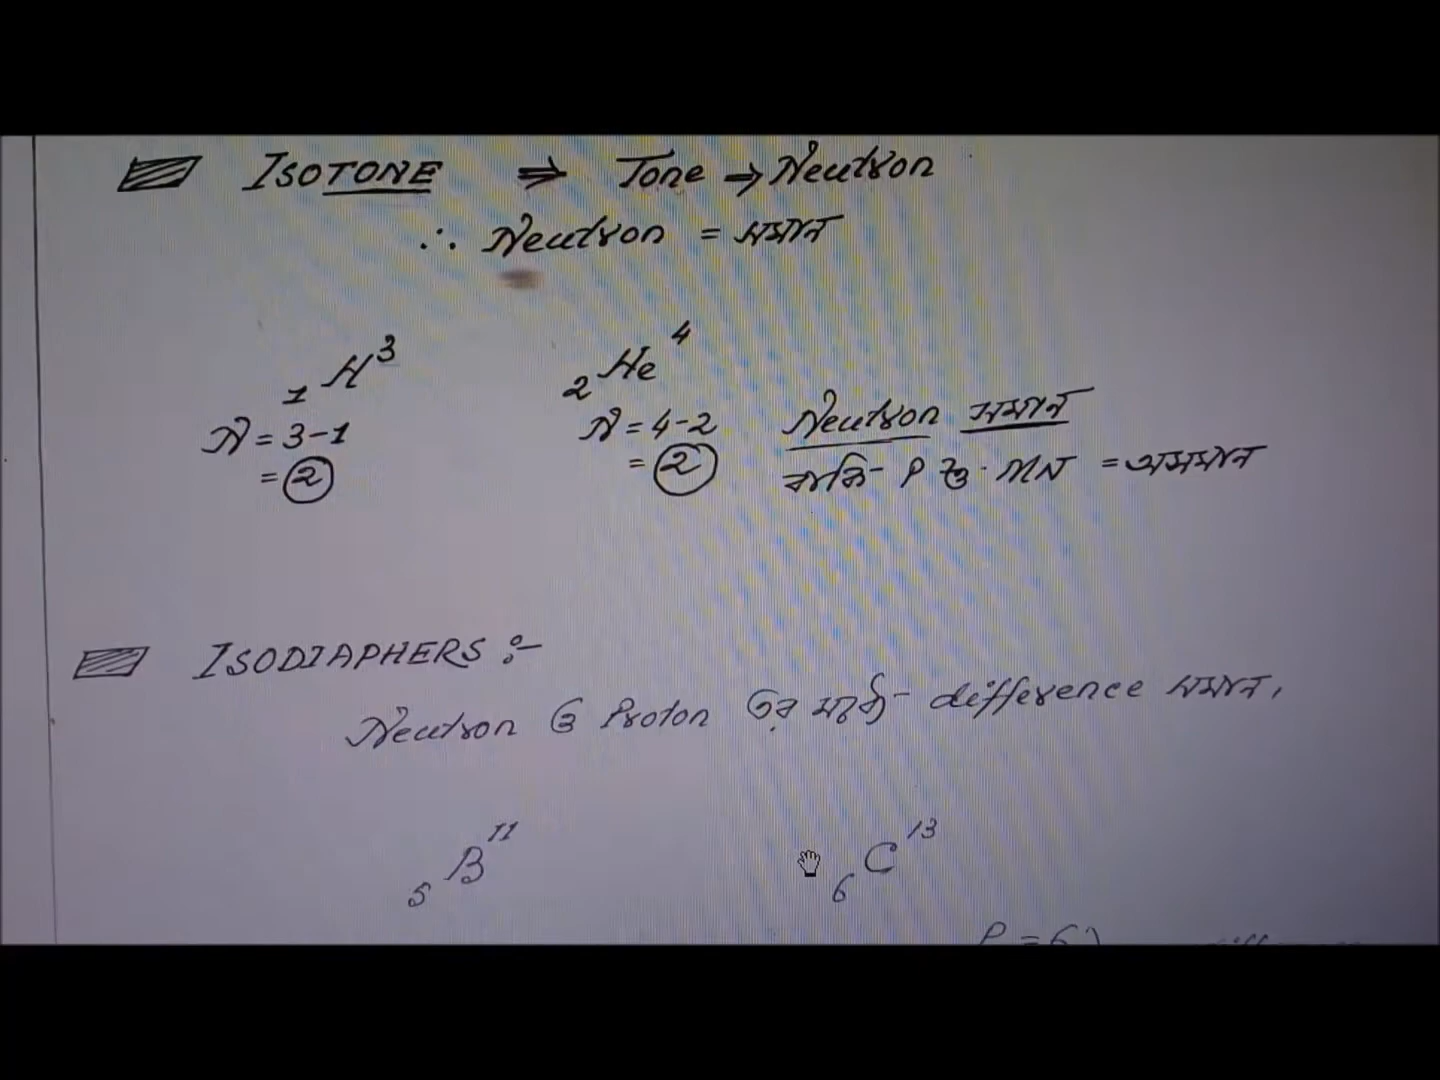 ISOTONE ⇒ Tone → Neutron
∴ Neutron = সমান
₁H³ ₂He⁴
N = 3-1 N = 4-2 Neutron সমান
= 2 = 2 বাকি P ও MN = অসমান
ISODIAPHERS :-
Neutron ও Proton এর মধ্যে difference সমান,
₅B¹¹ ₆C¹³
P = 6